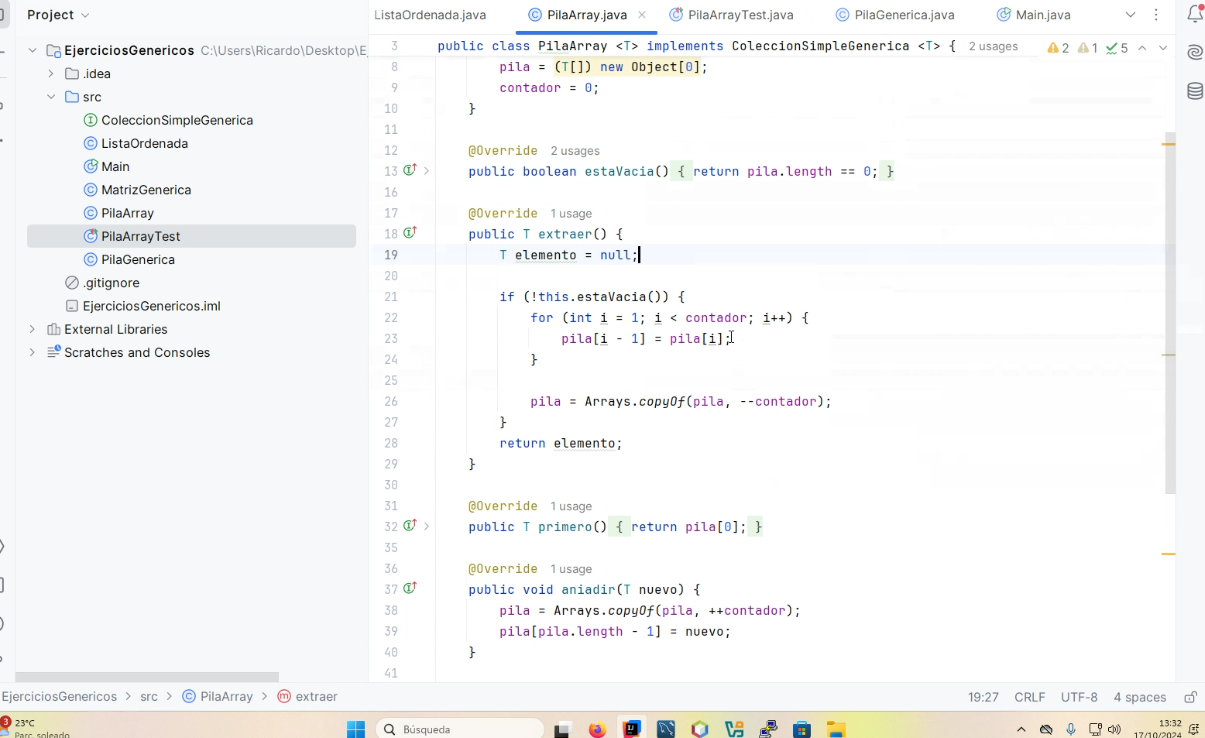 Project
ListaOrdenada.java
PilaArray.java
PilaArrayTest.java
PilaGenerica.java
Main.java
EjerciciosGenericos C:\Users\Ricardo\Desktop\E
.idea
src
ColeccionSimpleGenerica
ListaOrdenada
Main
MatrizGenerica
PilaArray
PilaArrayTest
PilaGenerica
.gitignore
EjerciciosGenericos.iml
External Libraries
Scratches and Consoles
3 public class PilaArray <T> implements ColeccionSimpleGenerica <T> { 2 usages
2 1 5
8 pila = (T[]) new Object[0];
9 contador = 0;
10 }
11
12 @Override 2 usages
13 public boolean estaVacia() { return pila.length == 0; }
16
17 @Override 1 usage
18 public T extraer() {
19 T elemento = null;
20
21 if (!this.estaVacia()) {
22 for (int i = 1; i < contador; i++) {
23 pila[i - 1] = pila[i];
24 }
25
26 pila = Arrays.copyOf(pila, --contador);
27 }
28 return elemento;
29 }
30
31 @Override 1 usage
32 public T primero() { return pila[0]; }
35
36 @Override 1 usage
37 public void aniadir(T nuevo) {
38 pila = Arrays.copyOf(pila, ++contador);
39 pila[pila.length - 1] = nuevo;
40 }
41
EjerciciosGenericos > src > PilaArray > extraer
19:27 CRLF UTF-8 4 spaces
3
23°C
Parc. soleado
Búsqueda
13:32
17/10/2024